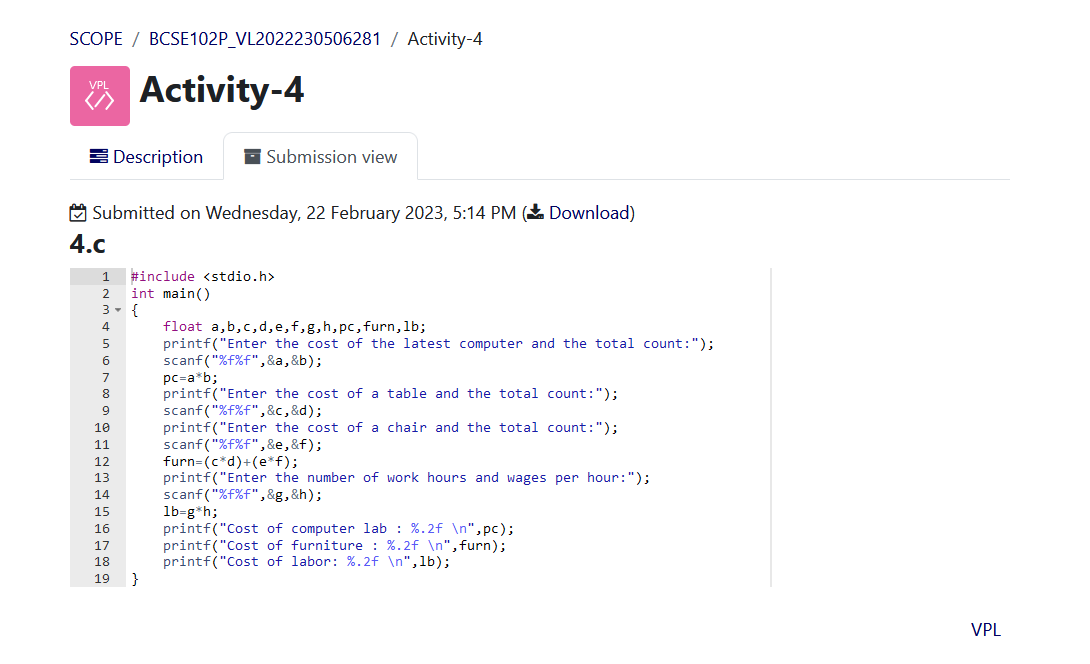 SCOPE / BCSE102P_VL2022230506281 / Activity-4
VPL
Activity-4
Description
Submission view
Submitted on Wednesday, 22 February 2023, 5:14 PM (Download)
4.c
1 #include <stdio.h>
2 int main()
3 {
4     float a,b,c,d,e,f,g,h,pc,furn,lb;
5     printf("Enter the cost of the latest computer and the total count:");
6     scanf("%f%f",&a,&b);
7     pc=a*b;
8     printf("Enter the cost of a table and the total count:");
9     scanf("%f%f",&c,&d);
10     printf("Enter the cost of a chair and the total count:");
11     scanf("%f%f",&e,&f);
12     furn=(c*d)+(e*f);
13     printf("Enter the number of work hours and wages per hour:");
14     scanf("%f%f",&g,&h);
15     lb=g*h;
16     printf("Cost of computer lab : %.2f \n",pc);
17     printf("Cost of furniture : %.2f \n",furn);
18     printf("Cost of labor: %.2f \n",lb);
19 }
VPL